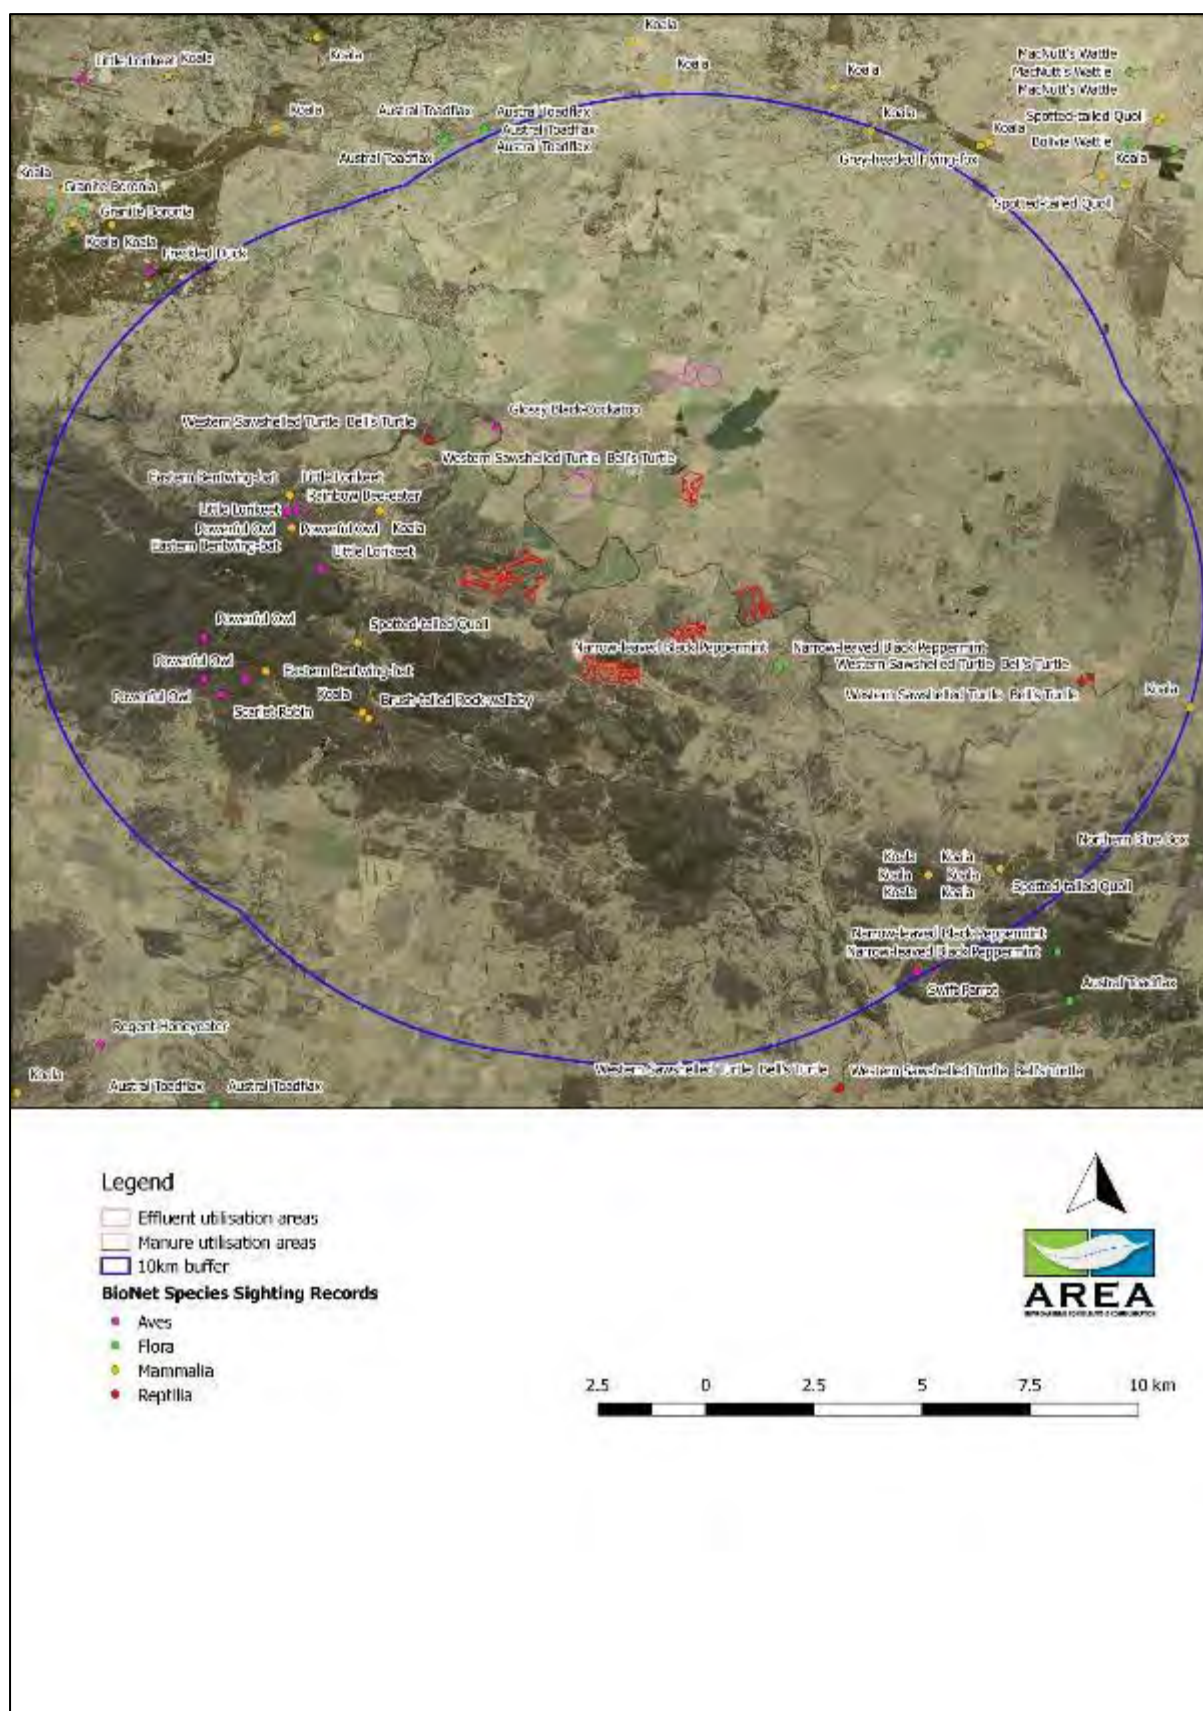 Koala
Little Lorikeet Koala
Koala
Koala
Koala
MacNutt's Wattle
MacNutt's Wattle
MacNutt's Wattle
Koala
Austral Toadflax
Austral Toadflax
Austral Toadflax
Austral Toadflax
Austral Toadflax
Koala
Koala
Spotted-tailed Quoll
Bolivia Wattle
Koala
Grey-headed Flying-fox
Spotted-tailed Quoll
Koala
Granite Boronia
Granite Boronia
Koala Koala
Freckled Duck
Glossy Black-Cockatoo
Western Sawshelled Turtle Bell's Turtle
Western Sawshelled Turtle Bell's Turtle
Eastern Bentwing-bat Little Lorikeet
Rainbow Bee-eater
Little Lorikeet
Powerful Owl Powerful Owl Koala
Eastern Bentwing-bat
Little Lorikeet
Powerful Owl
Spotted-tailed Quoll
Powerful Owl
Eastern Bentwing-bat
Powerful Owl
Scarlet Robin
Koala
Brush-tailed Rock-wallaby
Narrow-leaved Black Peppermint
Narrow-leaved Black Peppermint
Western Sawshelled Turtle Bell's Turtle
Western Sawshelled Turtle Bell's Turtle
Koala
Northern Blue Box
Koala Koala
Koala Koala
Koala Koala
Spotted-tailed Quoll
Narrow-leaved Black Peppermint
Narrow-leaved Black Peppermint
Swift Parrot
Austral Toadflax
Regent Honeyeater
Koala
Austral Toadflax Austral Toadflax
Western Sawshelled Turtle Bell's Turtle
Western Sawshelled Turtle Bell's Turtle
Legend
Effluent utilisation areas
Manure utilisation areas
10km buffer
BioNet Species Sighting Records
Aves
Flora
Mammalia
Reptilia
AREA
2.5 0 2.5 5 7.5 10 km